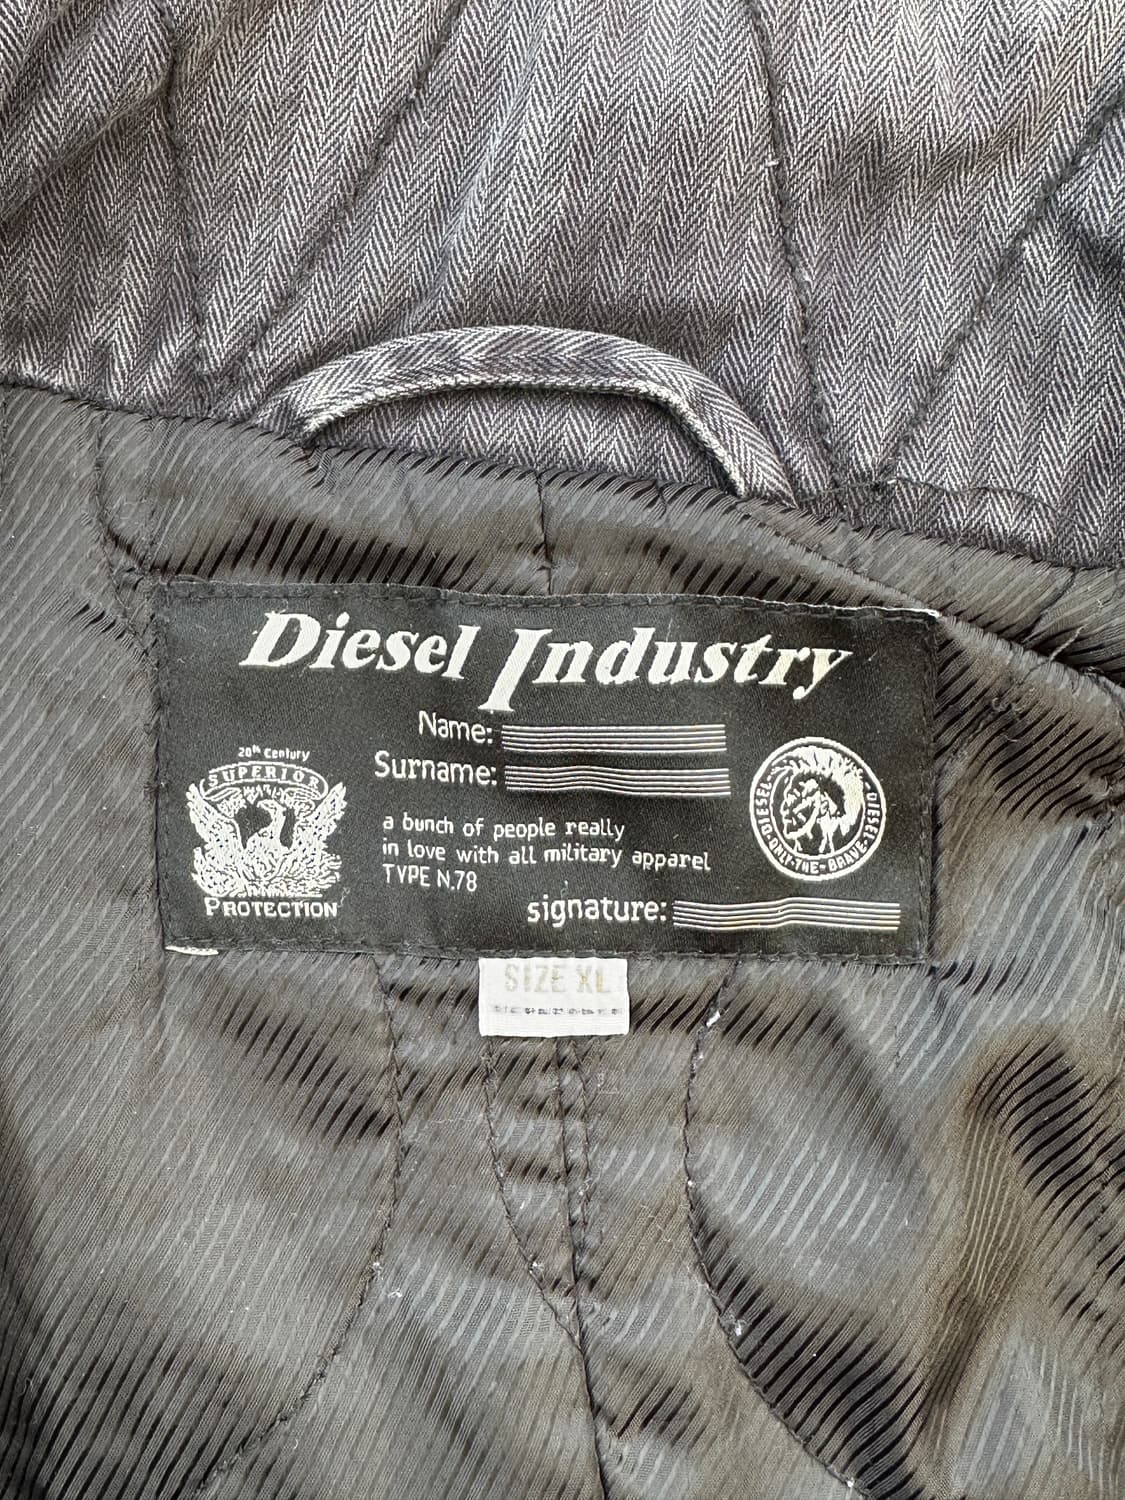 Diesel Industry
Name:
Surname:
20th Century
SUPERIOR
PROTECTION
a bunch of people really
in love with all military apparel
TYPE N.78
signature:
DIESEL·ONLY·THE·BRAVE·DIESEL
SIZE XL